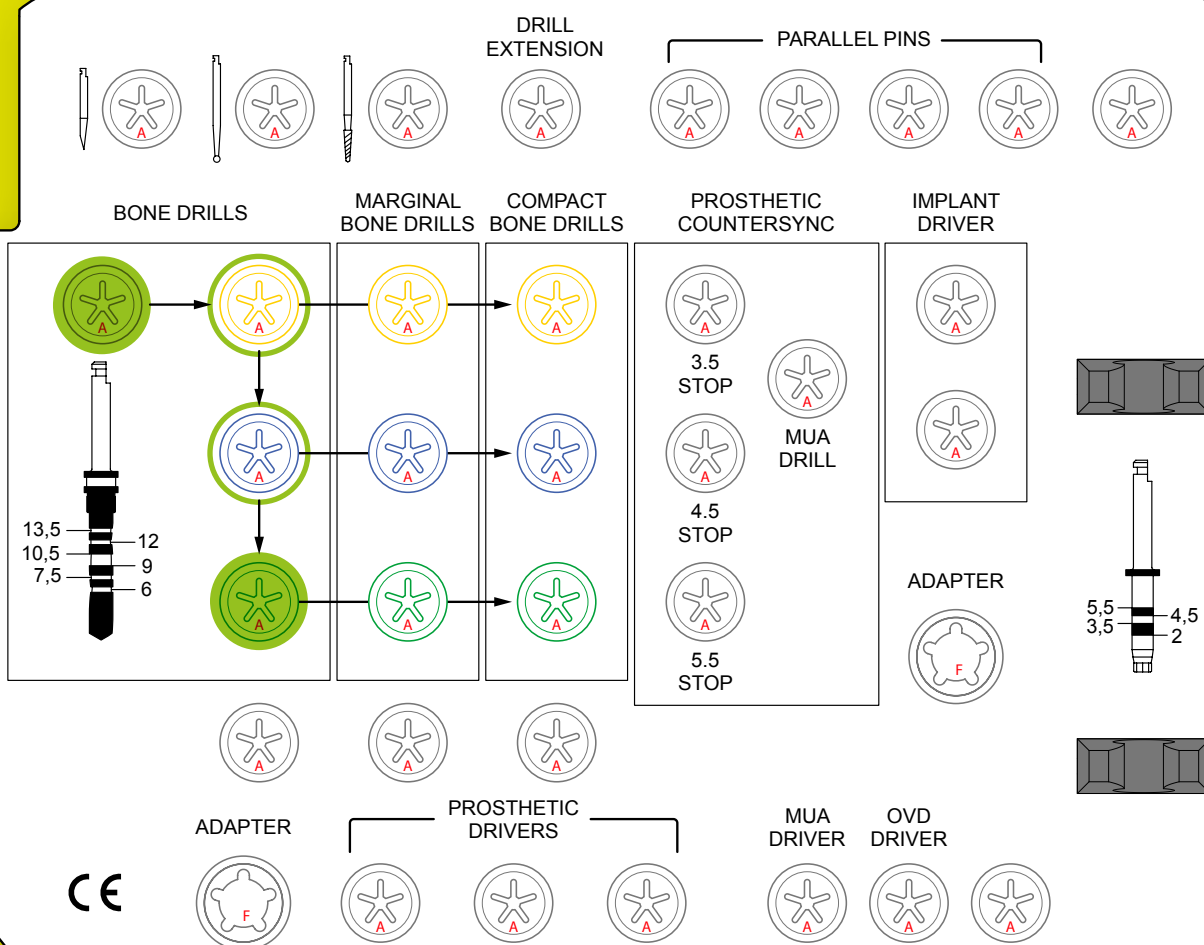 DRILL
EXTENSION
PARALLEL PINS
A A A A A A A A A
BONE DRILLS
MARGINAL
BONE DRILLS
COMPACT
BONE DRILLS
PROSTHETIC
COUNTERSYNC
IMPLANT
DRIVER
A A A A A A
3.5
STOP
A
MUA
DRILL
A A A A A
4.5
STOP
13,5
12
10,5
9
7,5
6
A A A A
5.5
STOP
ADAPTER
F
5,5
4,5
3,5
2
A A A
ADAPTER
PROSTHETIC
DRIVERS
MUA
DRIVER
OVD
DRIVER
CE
F A A A A A A